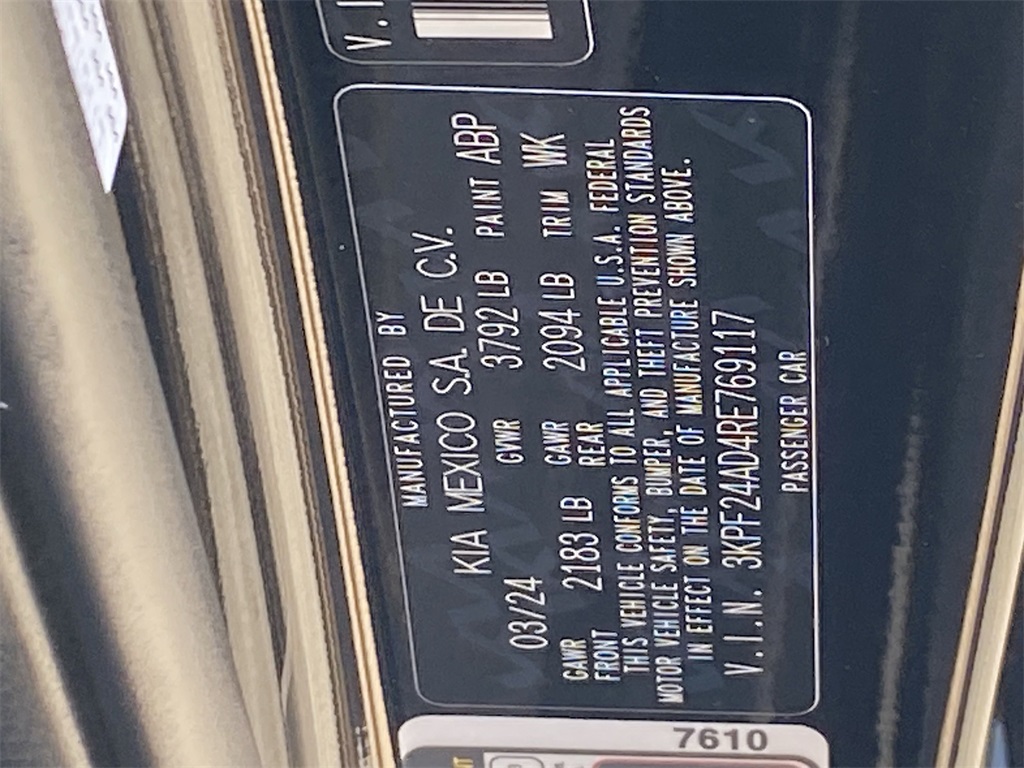 V.I
MANUFACTURED BY
KIA MEXICO S.A. DE C.V.
03/24 GVWR 3792 LB PAINT ABP
GAWR FRONT 2183 LB GAWR REAR 2094 LB TRIM WK
THIS VEHICLE CONFORMS TO ALL APPLICABLE U.S.A. FEDERAL
MOTOR VEHICLE SAFETY, BUMPER, AND THEFT PREVENTION STANDARDS
IN EFFECT ON THE DATE OF MANUFACTURE SHOWN ABOVE.
V.I.N. 3KPF24AD4RE769117
PASSENGER CAR
7610